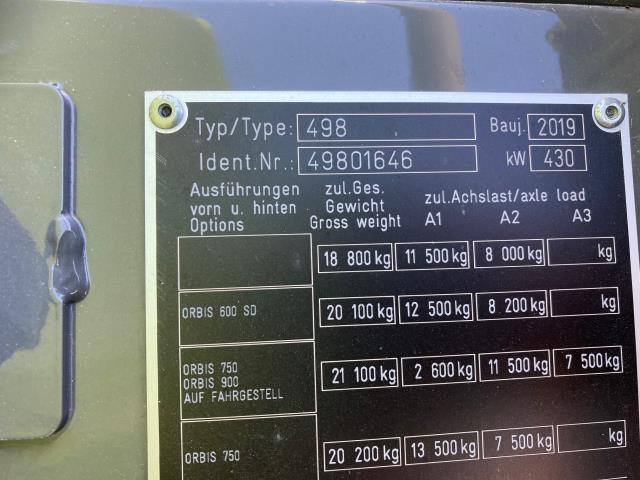 Typ/Type: 498 Bauj. 2019
Ident.Nr.: 49801646 kW 430
Ausführungen zul.Ges. zul.Achslast/axle load
vorn u. hinten Gewicht
Options Gross weight A1 A2 A3
18 800 kg 11 500 kg 8 000 kg kg
ORBIS 600 SD 20 100 kg 12 500 kg 8 200 kg kg
ORBIS 750
ORBIS 900 21 100 kg 2 600 kg 11 500 kg 7 500 kg
AUF FAHRGESTELL
ORBIS 750 20 200 kg 13 500 kg 7 500 kg kg